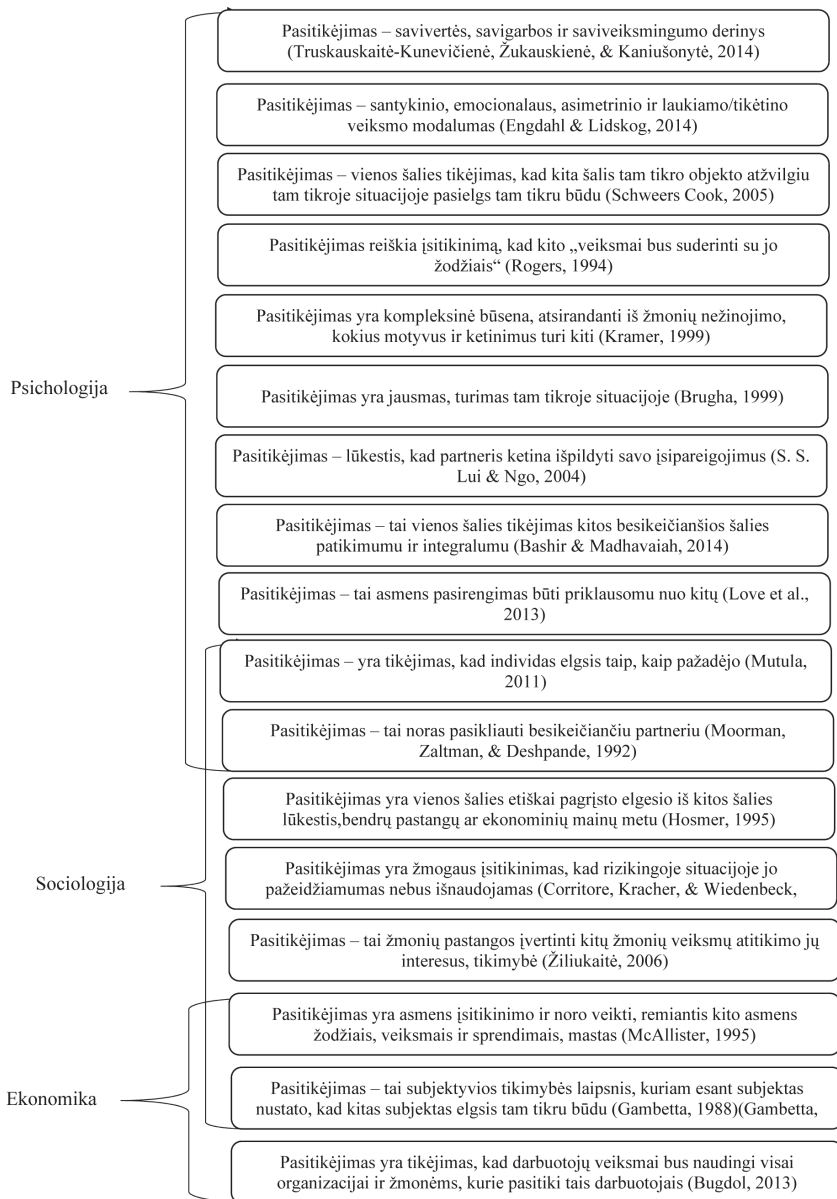 Pasitikėjimas – savivertės, savigarbos ir saviveiksmingumo derinys
(Truskauskaitė-Kunevičienė, Žukauskienė, & Kaniušonytė, 2014)
Pasitikėjimas – santykinio, emocionalaus, asimetrinio ir laukiamo/tikėtino
veiksmo modalumas (Engdahl & Lidskog, 2014)
Pasitikėjimas – vienos šalies tikėjimas, kad kita šalis tam tikro objekto atžvilgiu
tam tikroje situacijoje pasielgs tam tikru būdu (Schweers Cook, 2005)
Pasitikėjimas reiškia įsitikinimą, kad kito „veiksmai bus suderinti su jo
žodžiais“ (Rogers, 1994)
Pasitikėjimas yra kompleksinė būsena, atsirandanti iš žmonių nežinojimo,
kokius motyvus ir ketinimus turi kiti (Kramer, 1999)
Psichologija
Pasitikėjimas yra jausmas, turimas tam tikroje situacijoje (Brugha, 1999)
Pasitikėjimas – lūkestis, kad partneris ketina išpildyti savo įsipareigojimus (S. S.
Lui & Ngo, 2004)
Pasitikėjimas – tai vienos šalies tikėjimas kitos besikeičianšios šalies
patikimumu ir integralumu (Bashir & Madhavaiah, 2014)
Pasitikėjimas – tai asmens pasirengimas būti priklausomu nuo kitų (Love et al.,
2013)
Pasitikėjimas – yra tikėjimas, kad individas elgsis taip, kaip pažadėjo (Mutula,
2011)
Pasitikėjimas – tai noras pasikliauti besikeičiančiu partneriu (Moorman,
Zaltman, & Deshpande, 1992)
Pasitikėjimas yra vienos šalies etiškai pagrįsto elgesio iš kitos šalies
lūkestis,bendrų pastangų ar ekonominių mainų metu (Hosmer, 1995)
Sociologija
Pasitikėjimas yra žmogaus įsitikinimas, kad rizikingoje situacijoje jo
pažeidžiamumas nebus išnaudojamas (Corritore, Kracher, & Wiedenbeck,
Pasitikėjimas – tai žmonių pastangos įvertinti kitų žmonių veiksmų atitikimo jų
interesus, tikimybė (Žiliukaitė, 2006)
Pasitikėjimas yra asmens įsitikinimo ir noro veikti, remiantis kito asmens
žodžiais, veiksmais ir sprendimais, mastas (McAllister, 1995)
Ekonomika
Pasitikėjimas – tai subjektyvios tikimybės laipsnis, kuriam esant subjektas
nustato, kad kitas subjektas elgsis tam tikru būdu (Gambetta, 1988)(Gambetta,
Pasitikėjimas yra tikėjimas, kad darbuotojų veiksmai bus naudingi visai
organizacijai ir žmonėms, kurie pasitiki tais darbuotojais (Bugdol, 2013)